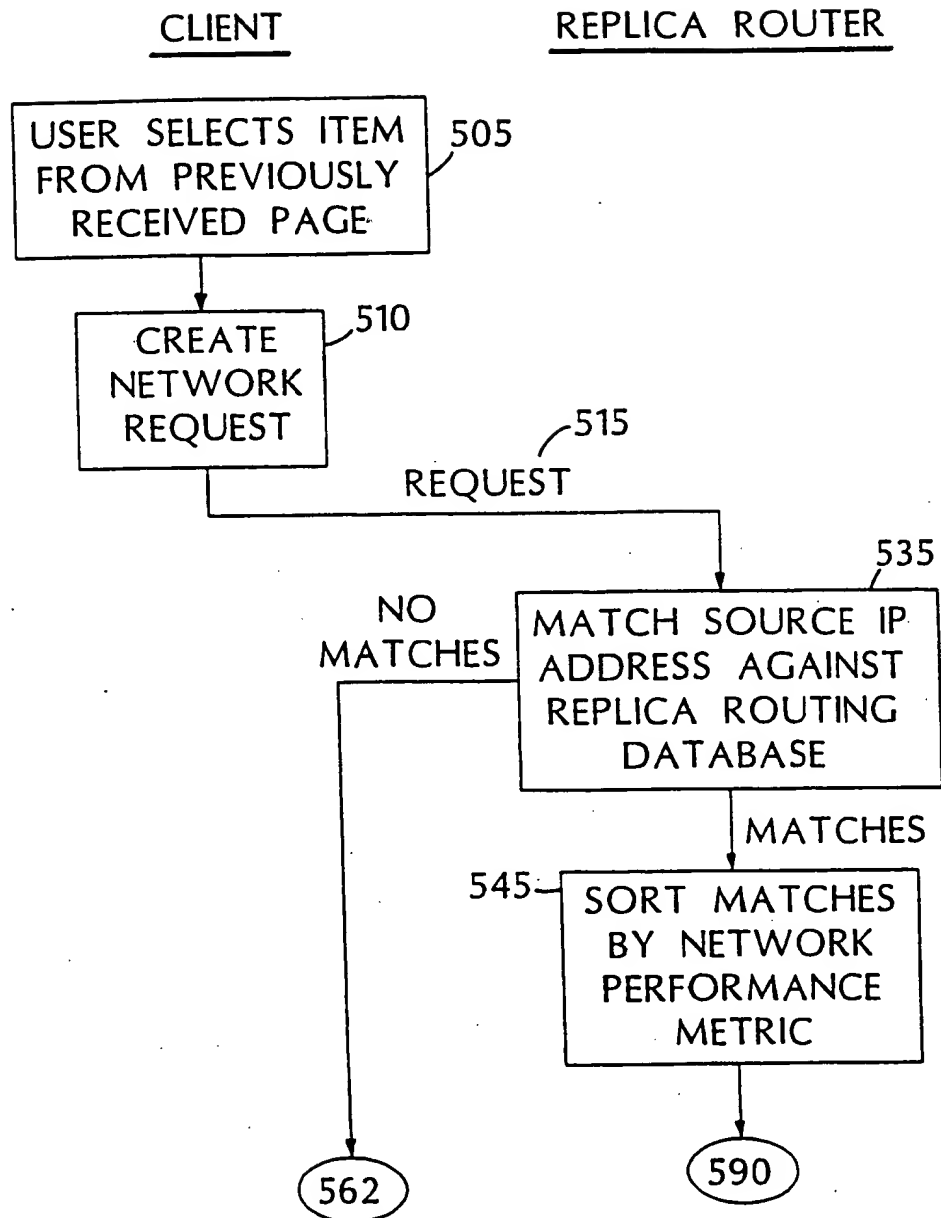 CLIENT
REPLICA ROUTER
USER SELECTS ITEM
FROM PREVIOUSLY
RECEIVED PAGE
505
CREATE
NETWORK
REQUEST
510
515
REQUEST
535
NO
MATCHES
MATCH SOURCE IP
ADDRESS AGAINST
REPLICA ROUTING
DATABASE
MATCHES
545
SORT MATCHES
BY NETWORK
PERFORMANCE
METRIC
562
590